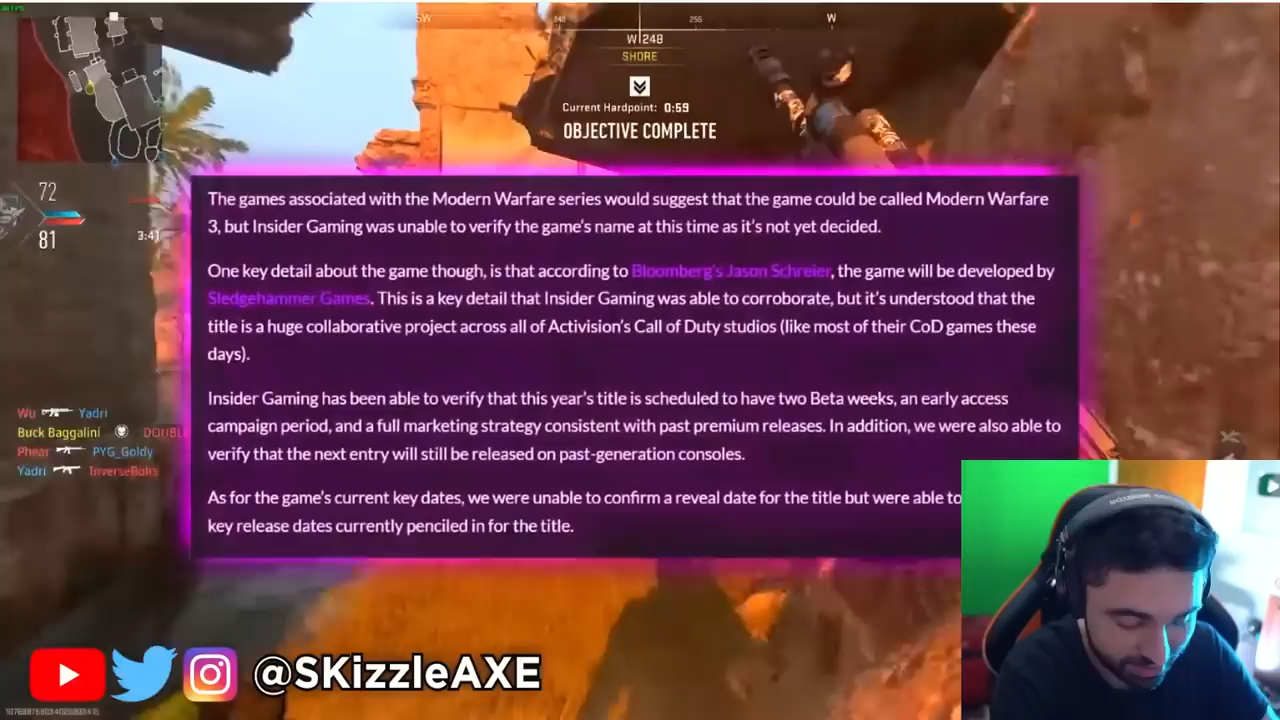 SW
240
255
W
W 248
SHORE
Current Hardpoint: 0:59
OBJECTIVE COMPLETE
72
81
3:41
The games associated with the Modern Warfare series would suggest that the game could be called Modern Warfare
3, but Insider Gaming was unable to verify the game's name at this time as it's not yet decided.
One key detail about the game though, is that according to Bloomberg's Jason Schreier, the game will be developed by
Sledgehammer Games. This is a key detail that Insider Gaming was able to corroborate, but it's understood that the
title is a huge collaborative project across all of Activision's Call of Duty studios (like most of their CoD games these
days).
Insider Gaming has been able to verify that this year's title is scheduled to have two Beta weeks, an early access
campaign period, and a full marketing strategy consistent with past premium releases. In addition, we were also able to
verify that the next entry will still be released on past-generation consoles.
As for the game's current key dates, we were unable to confirm a reveal date for the title but were able to
key release dates currently penciled in for the title.
Wu Yadri
Buck Baggalini DOUBL
Phear PYG_Goldy
Yadri InverseBolts
@SKizzleAXE